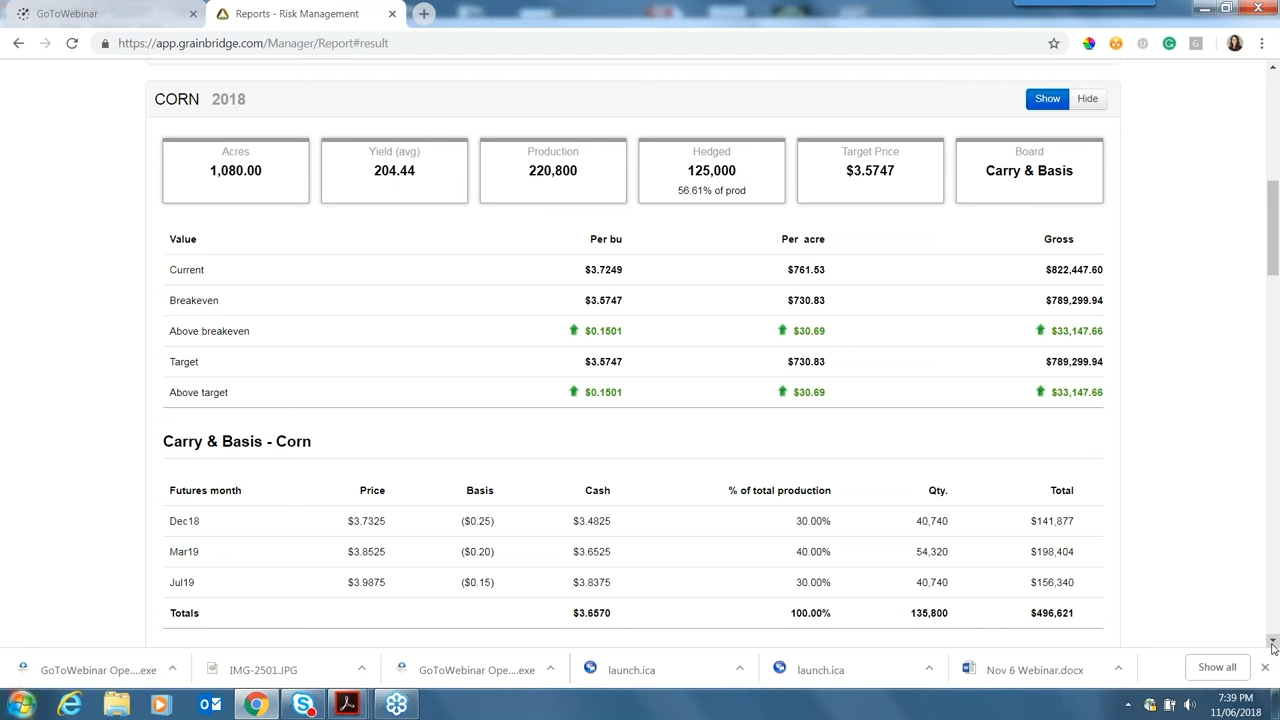 GoToWebinar
Reports - Risk Management
https://app.grainbridge.com/Manager/Report#result
CORN 2018
Show Hide
Acres Yield (avg) Production Hedged Target Price Board
1,080.00 204.44 220,800 125,000 $3.5747 Carry & Basis
56.61% of prod
Value Per bu Per acre Gross
Current $3.7249 $761.53 $822,447.60
Breakeven $3.5747 $730.83 $789,299.94
Above breakeven $0.1501 $30.69 $33,147.66
Target $3.5747 $730.83 $789,299.94
Above target $0.1501 $30.69 $33,147.66
Carry & Basis - Corn
Futures month Price Basis Cash % of total production Qty. Total
Dec18 $3.7325 ($0.25) $3.4825 30.00% 40,740 $141,877
Mar19 $3.8525 ($0.20) $3.6525 40.00% 54,320 $198,404
Jul19 $3.9875 ($0.15) $3.8375 30.00% 40,740 $156,340
Totals $3.6570 100.00% 135,800 $496,621
GoToWebinar Ope....exe IMG-2501.JPG GoToWebinar Ope....exe launch.ica launch.ica Nov 6 Webinar.docx Show all
7:39 PM
11/06/2018